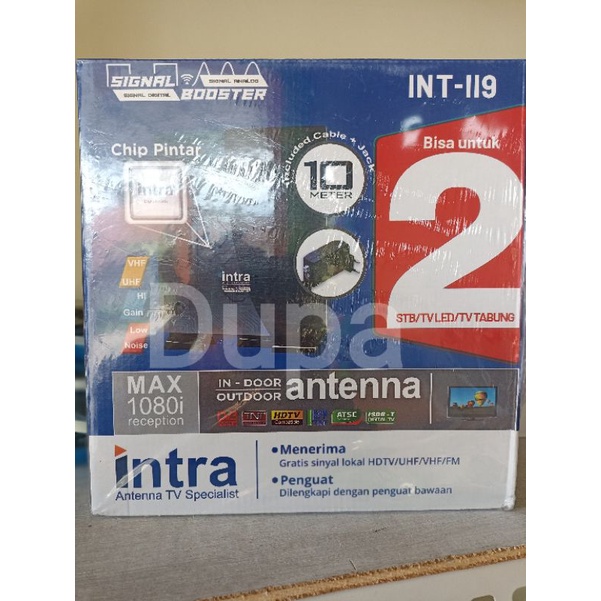 SIGNAL
SIGNAL ANALOG
SIGNAL DIGITAL
BOOSTER
INT-119
Chip Pintar
intra
Included Cable + Jack
10
METER
Bisa untuk
2
STB/TV LED/TV TABUNG
VHF
UHF
HI
Gain
Low
Noise
intra
Dupa
MAX
1080i
reception
IN - DOOR
OUTDOOR
antenna
HDTV
ATSC
intra
Antenna TV Specialist
•Menerima
Gratis sinyal lokal HDTV/UHF/VHF/FM
•Penguat
Dilengkapi dengan penguat bawaan